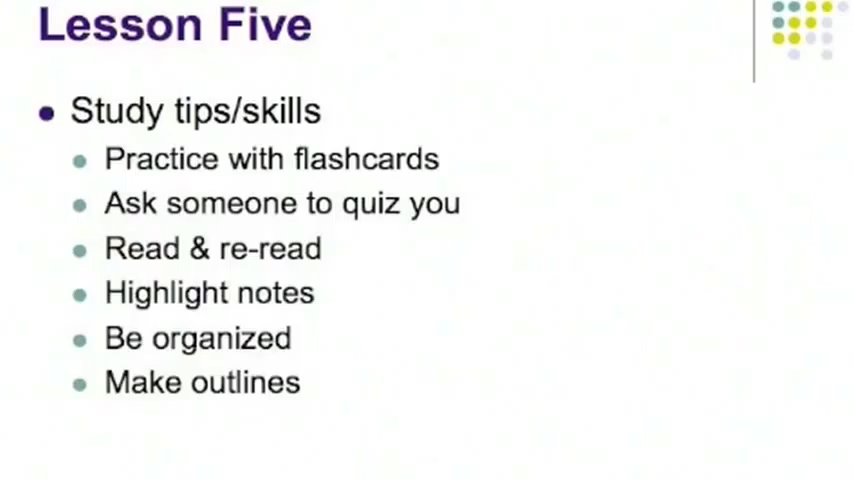 Lesson Five
Study tips/skills
Practice with flashcards
Ask someone to quiz you
Read & re-read
Highlight notes
Be organized
Make outlines